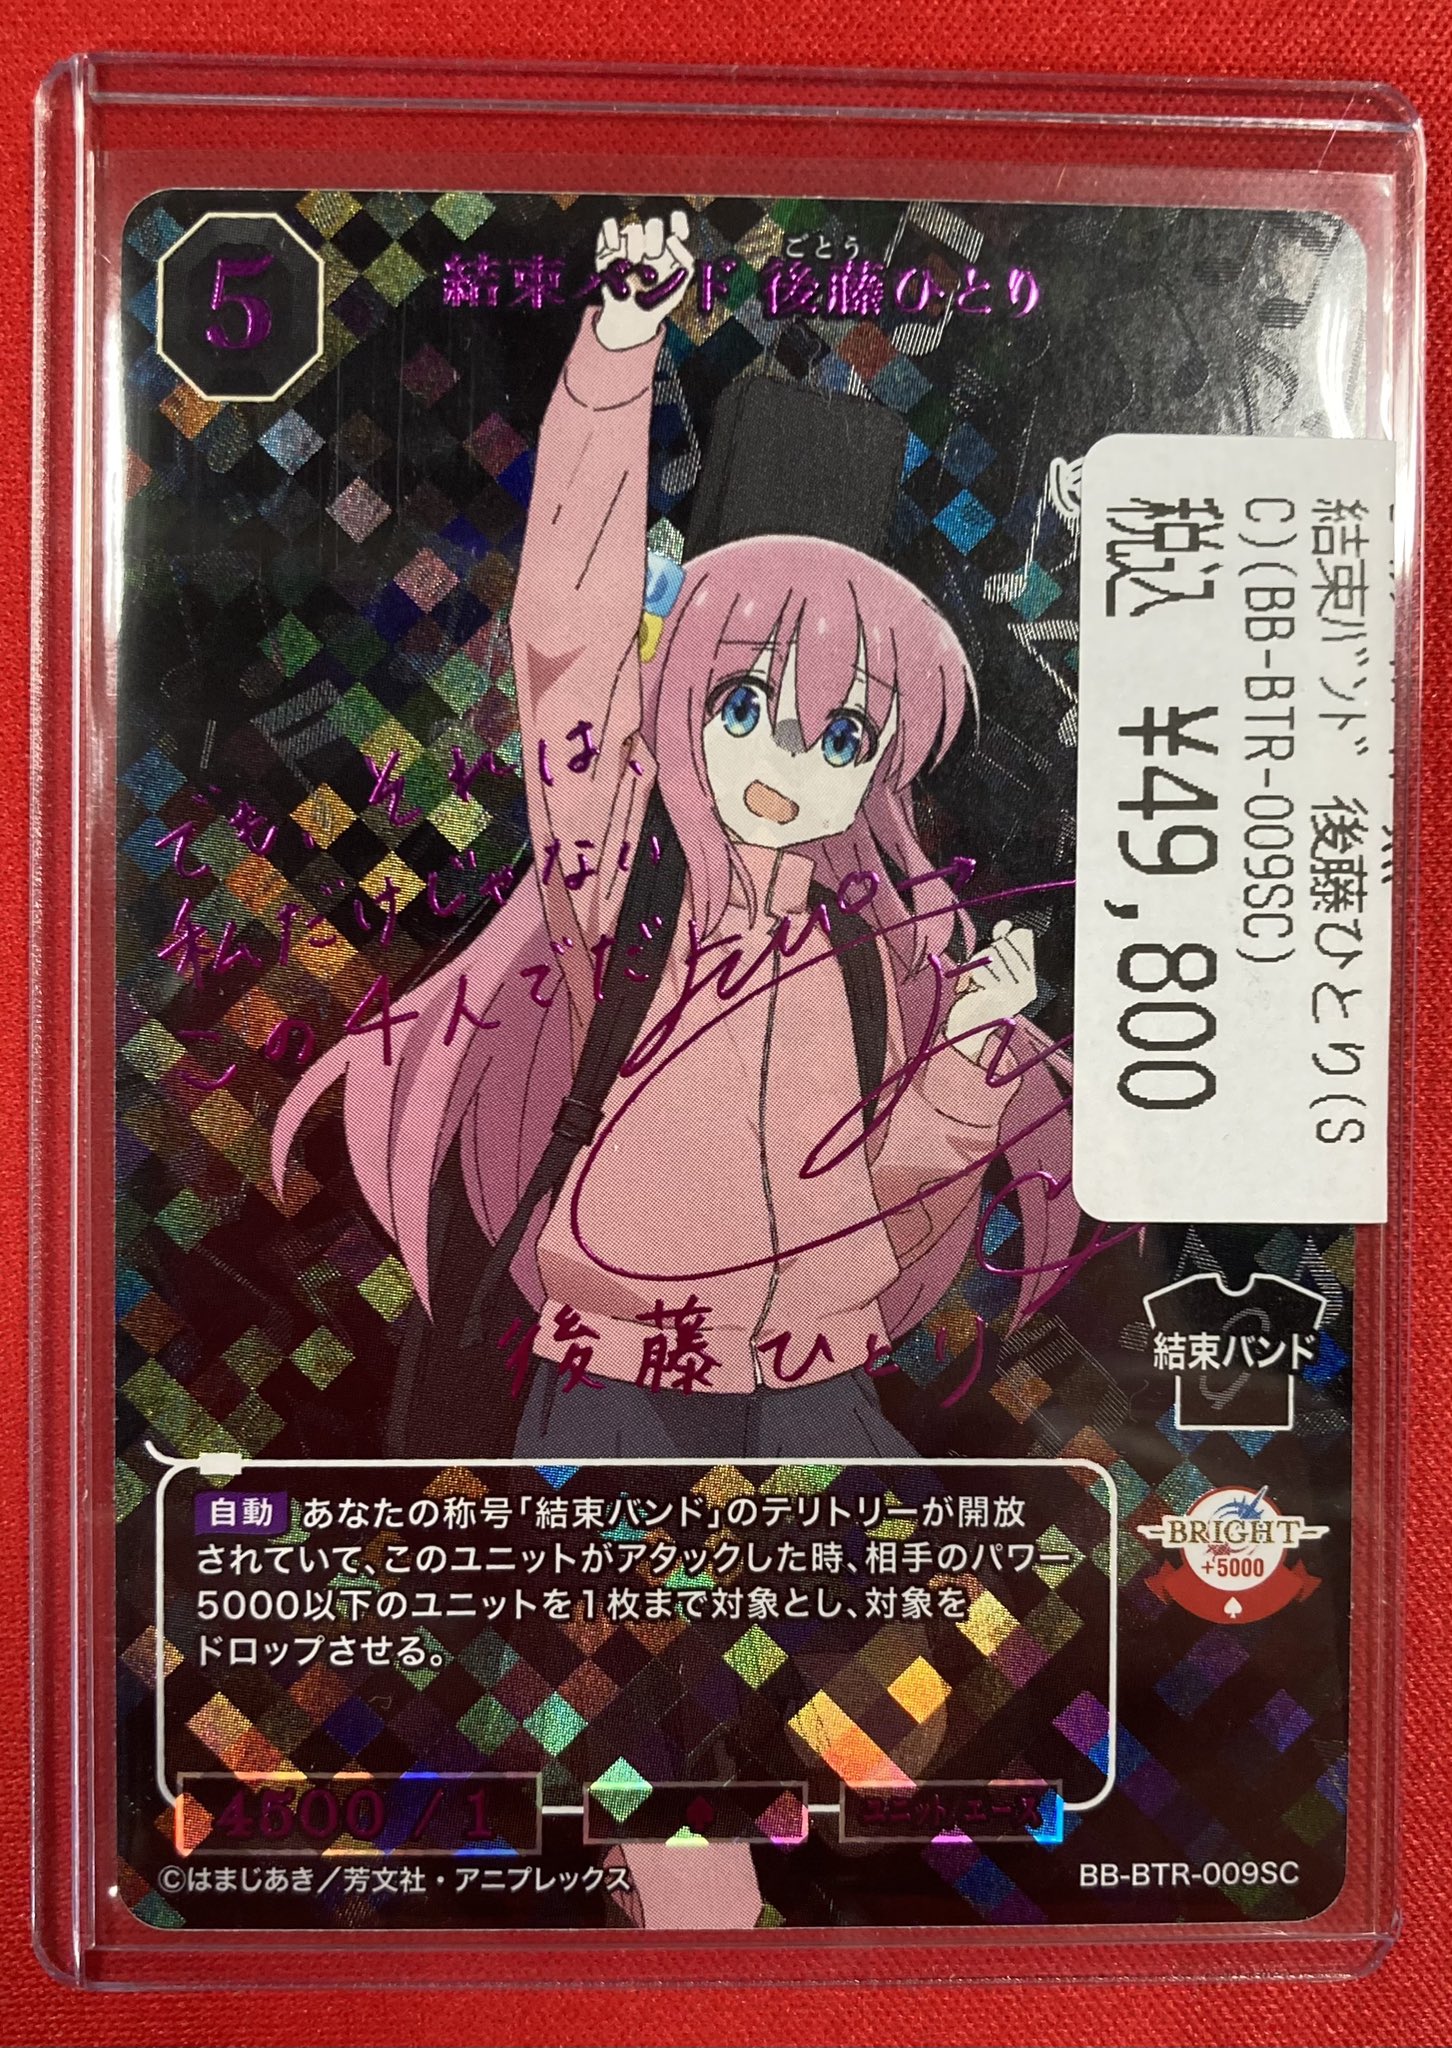 5
ごとう
結束バンド 後藤ひとり
結束バンド 後藤ひとり(S
C)(BB-BTR-009SC)
税込 ¥49,800
でも、それは、
私だけじゃない
この4人でだ
後藤ひとり
結束バンド
自動 あなたの称号「結束バンド」のテリトリーが開放
されていて、このユニットがアタックした時、相手のパワー
5000以下のユニットを1枚まで対象とし、対象を
ドロップさせる。
BRIGHT
+5000
4500 / 1
ユニット/エース
©はまじあき/芳文社・アニプレックス
BB-BTR-009SC